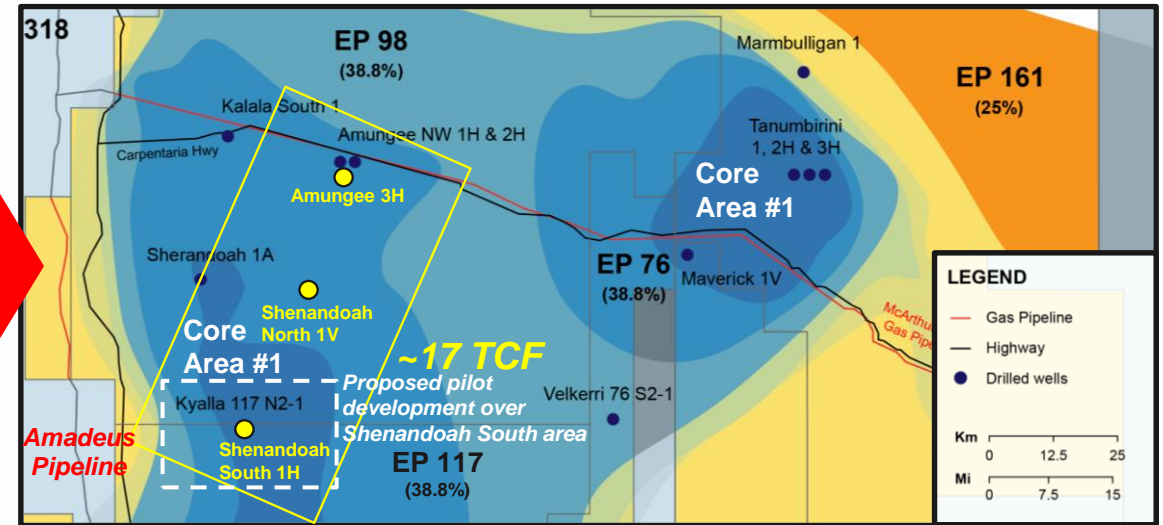 318
EP 98
(38.8%)
Marmbulligan 1
EP 161
(25%)
Kalala South 1
Carpentaria Hwy
Amungee NW 1H & 2H
Amungee 3H
Tanumbirini
1, 2H & 3H
Core
Area #1
Sherandoah 1A
EP 76
(38.8%)
Maverick 1V
Shenandoah
North 1V
Core
Area #1
~17 TCF
Kyalla 117 N2-1
Proposed pilot
development over
Shenandoah South area
Velkerri 76 S2-1
Amadeus
Pipeline
Shenandoah
South 1H
EP 117
(38.8%)
McArthur
Gas Pipe
LEGEND
Gas Pipeline
Highway
Drilled wells
Km
0 12.5 25
Mi
0 7.5 15